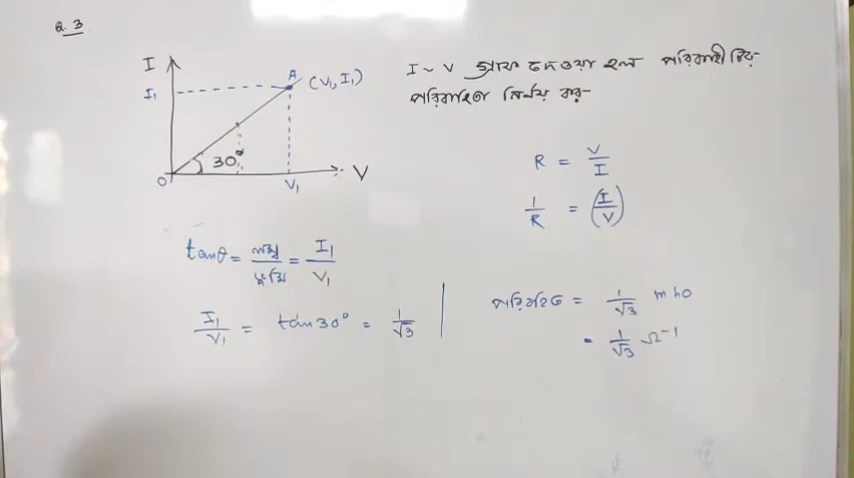 Q.3
I ~ V গ্রাফ দেওয়া হল পরিবাহীটির
পরিবাহিতা নির্ণয় কর-
I
I₁
A (V₁, I₁)
30°
O
V₁
V
R = V/I
1/R = (I/V)
tanθ = লম্ব/ভূমি = I₁/V₁
I₁/V₁ = tan30° = 1/√3
পরিবাহিতা = 1/√3 mho
= 1/√3 Ω⁻¹